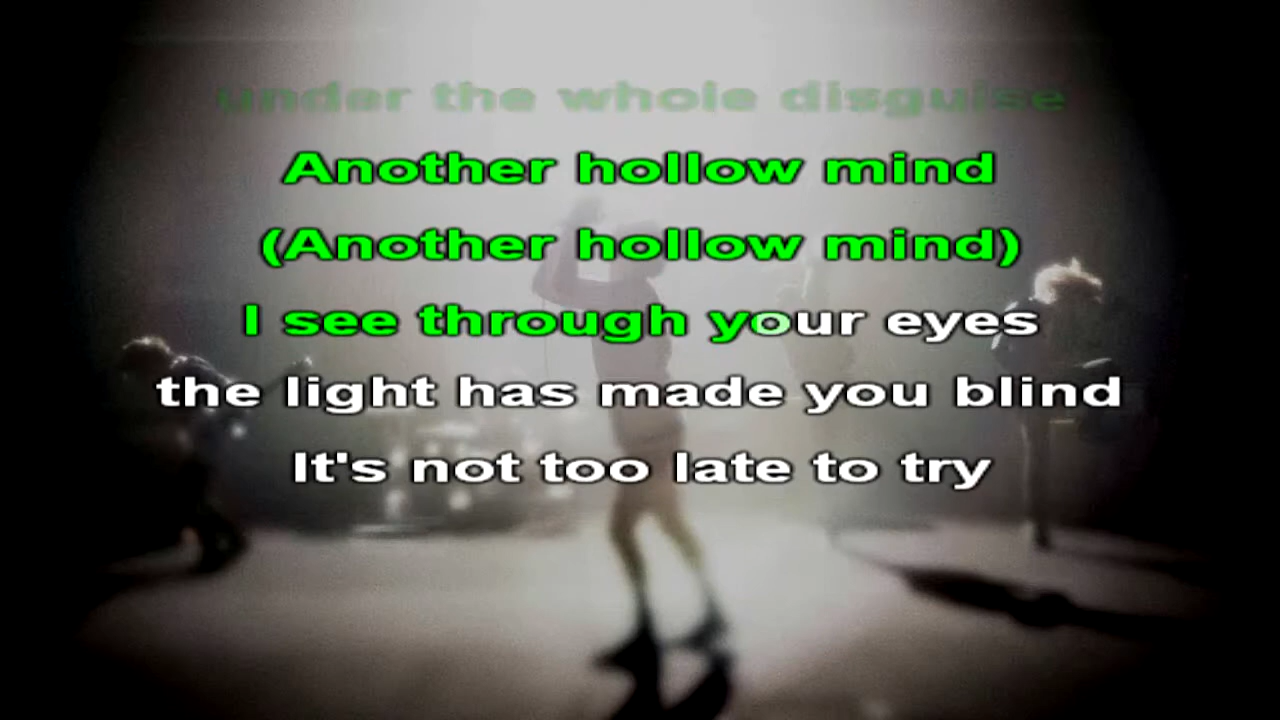 under the whole disguise
Another hollow mind
(Another hollow mind)
I see through your eyes
the light has made you blind
It's not too late to try